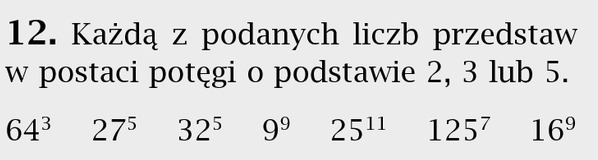 12. Każdą z podanych liczb przedstaw
w postaci potęgi o podstawie 2, 3 lub 5.
64³ 27⁵ 32⁵ 9⁹ 25¹¹ 125⁷ 16⁹